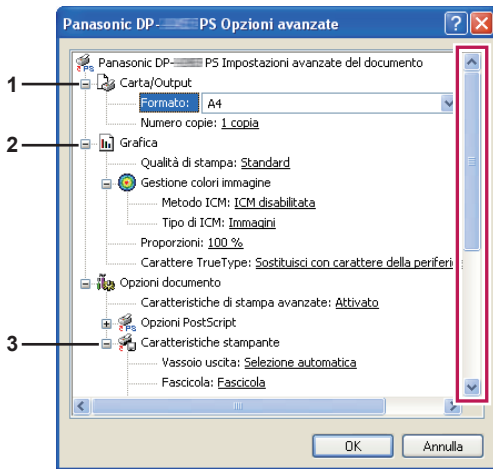 Panasonic DP- PS Opzioni avanzate
Panasonic DP- PS Impostazioni avanzate del documento
1
Carta/Output
Formato: A4
Numero copie: 1 copia
2
Grafica
Qualità di stampa: Standard
Gestione colori immagine
Metodo ICM: ICM disabilitata
Tipo di ICM: Immagini
Proporzioni: 100 %
Carattere TrueType: Sostituisci con carattere della periferi
Opzioni documento
Caratteristiche di stampa avanzate: Attivato
Opzioni PostScript
3
Caratteristiche stampante
Vassoio uscita: Selezione automatica
Fascicola: Fascicola
OK
Annulla